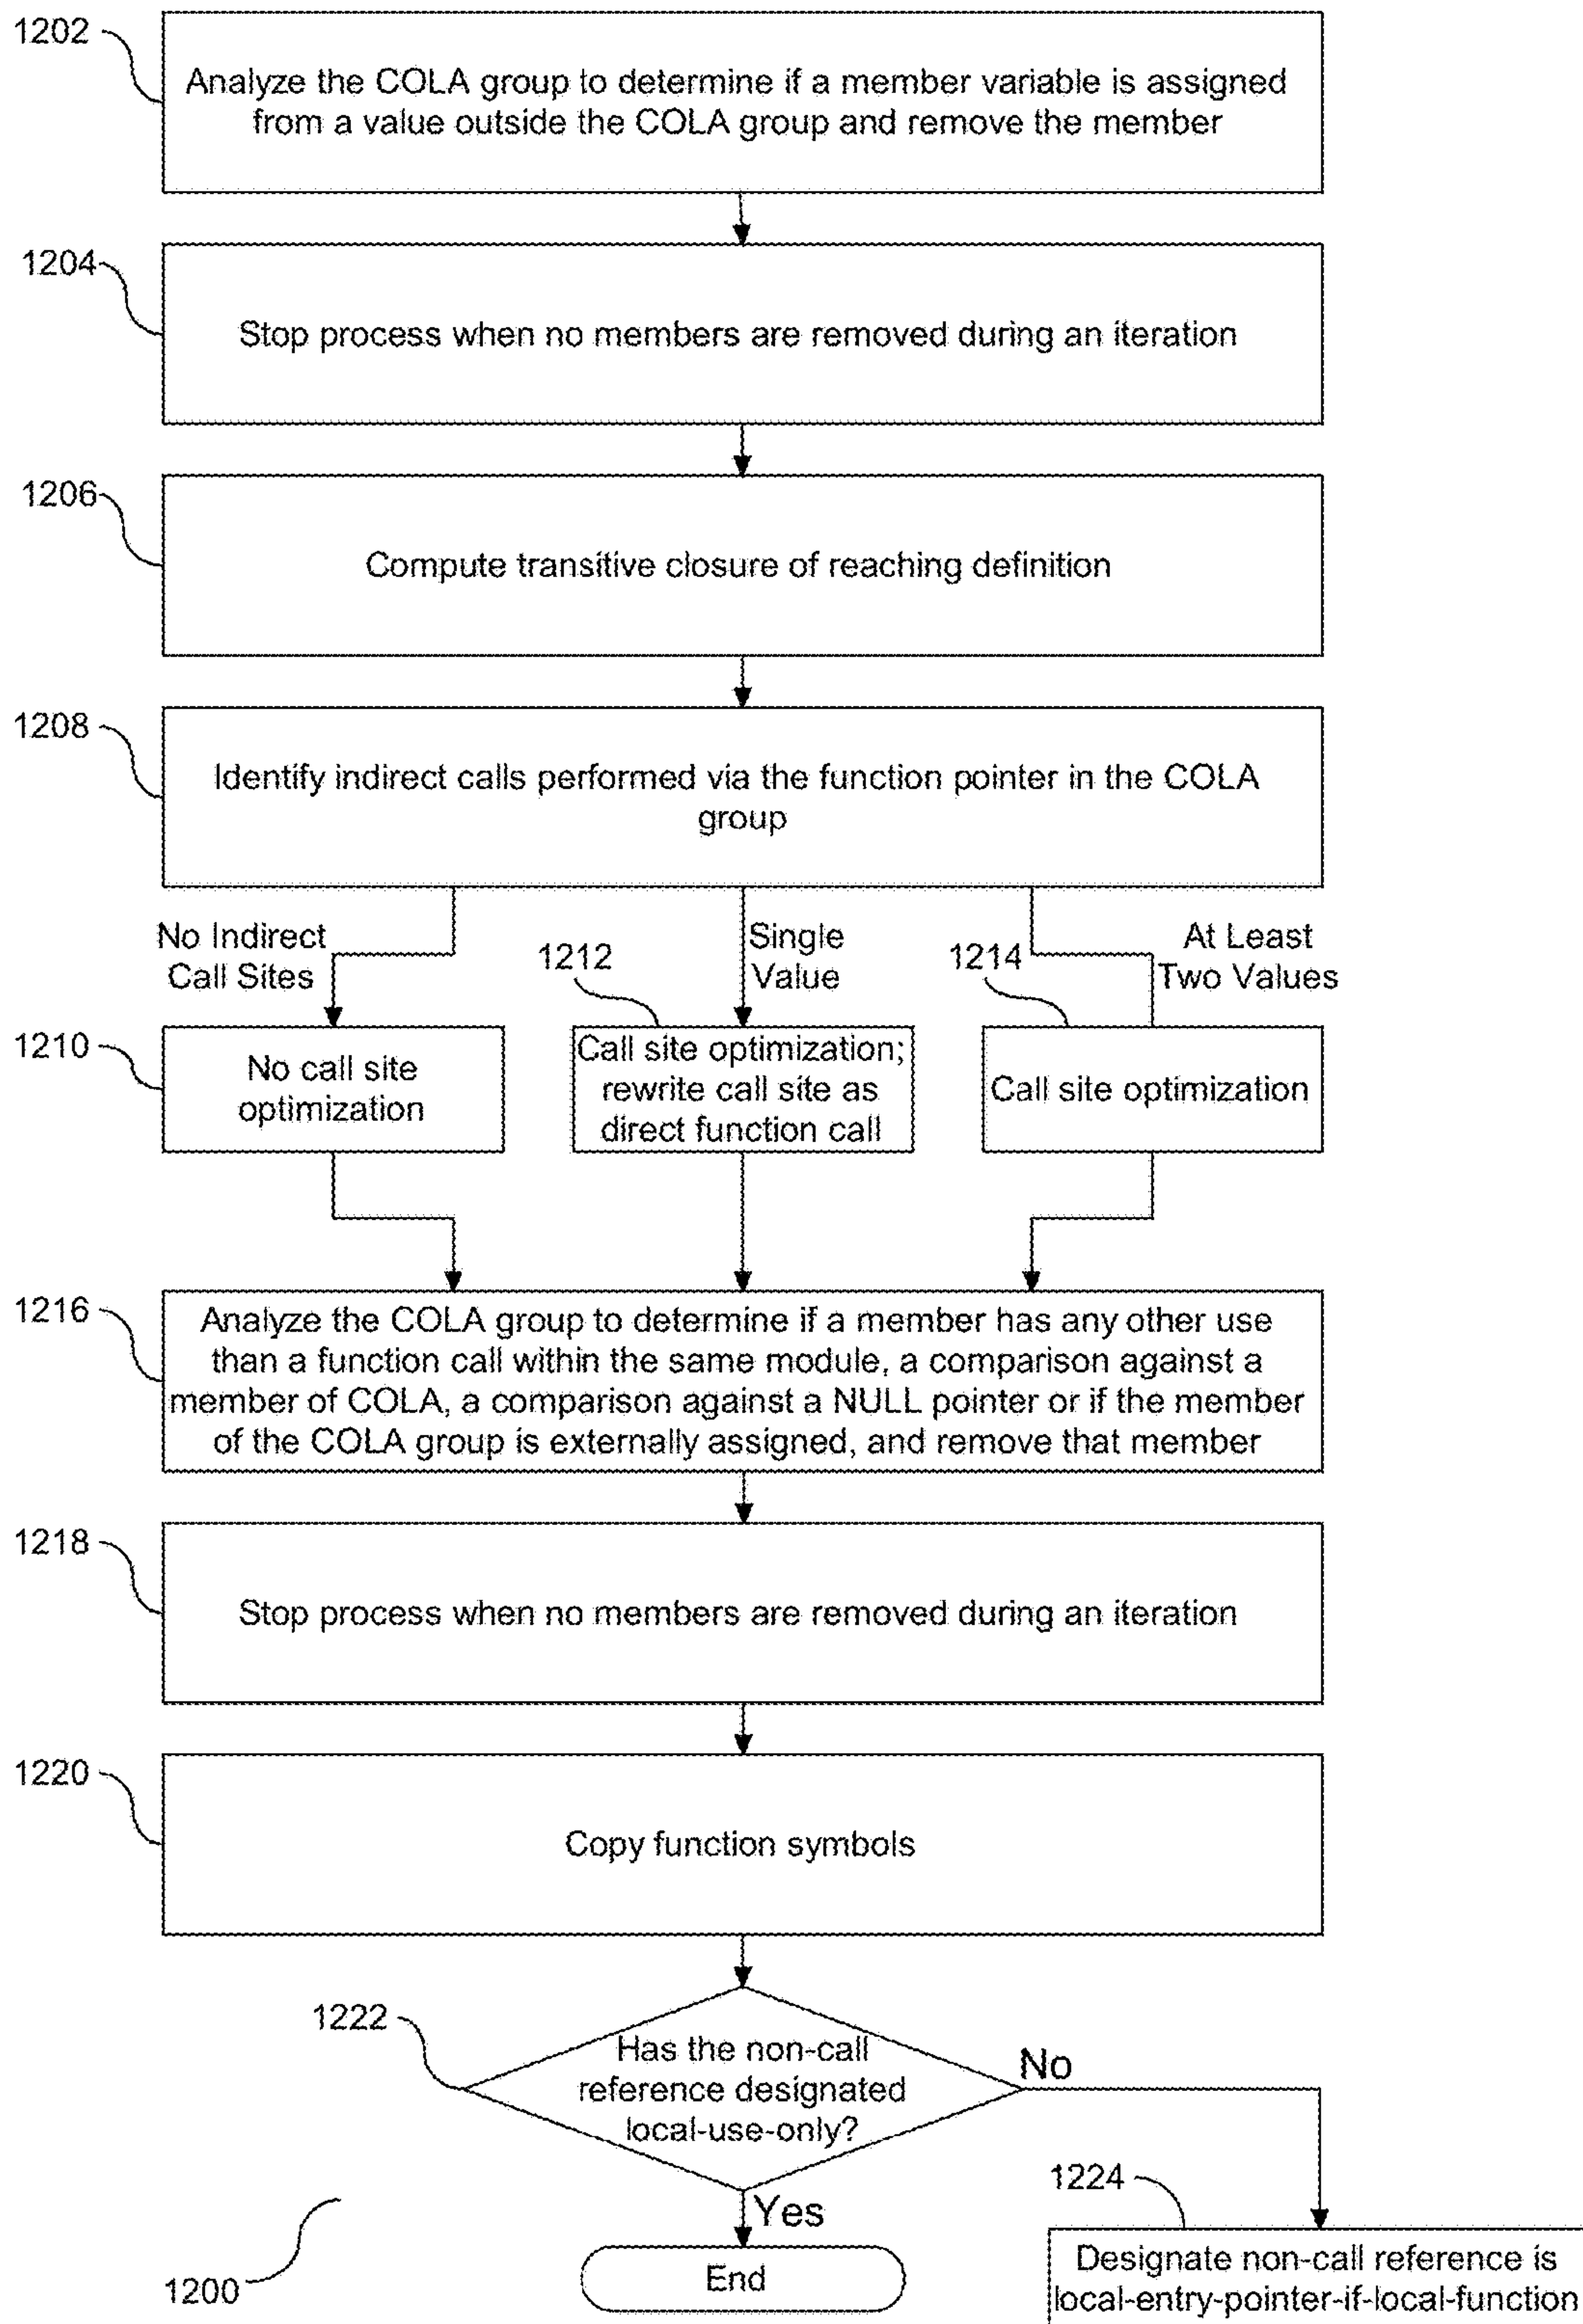 1202
Analyze the COLA group to determine if a member variable is assigned
from a value outside the COLA group and remove the member
1204
Stop process when no members are removed during an iteration
1206
Compute transitive closure of reaching definition
1208
Identify indirect calls performed via the function pointer in the COLA
group
No Indirect
Call Sites
1212
Single
Value
1214
At Least
Two Values
1210
No call site
optimization
Call site optimization;
rewrite call site as
direct function call
Call site optimization
1216
Analyze the COLA group to determine if a member has any other use
than a function call within the same module, a comparison against a
member of COLA, a comparison against a NULL pointer or if the member
of the COLA group is externally assigned, and remove that member
1218
Stop process when no members are removed during an iteration
1220
Copy function symbols
1222
Has the non-call
reference designated
local-use-only?
No
1224
Yes
Designate non-call reference is
local-entry-pointer-if-local-function
End
1200